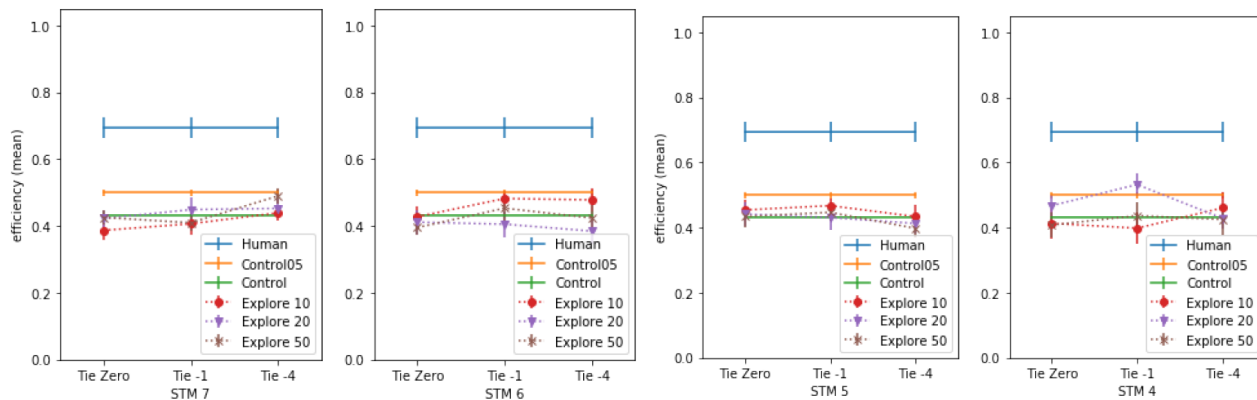 efficiency (mean)
1.0
0.8
0.6
0.4
0.2
0.0
Human
Control05
Control
Explore 10
Explore 20
Explore 50
Tie Zero Tie -1 Tie -4
STM 7
1.0
0.8
0.6
0.4
0.2
0.0
Human
Control05
Control
Explore 10
Explore 20
Explore 50
Tie Zero Tie -1 Tie -4
STM 6
efficiency (mean)
1.0
0.8
0.6
0.4
0.2
0.0
Human
Control05
Control
Explore 10
Explore 20
Explore 50
Tie Zero Tie -1 Tie -4
STM 5
1.0
0.8
0.6
0.4
0.2
0.0
Human
Control05
Control
Explore 10
Explore 20
Explore 50
Tie Zero Tie -1 Tie -4
STM 4